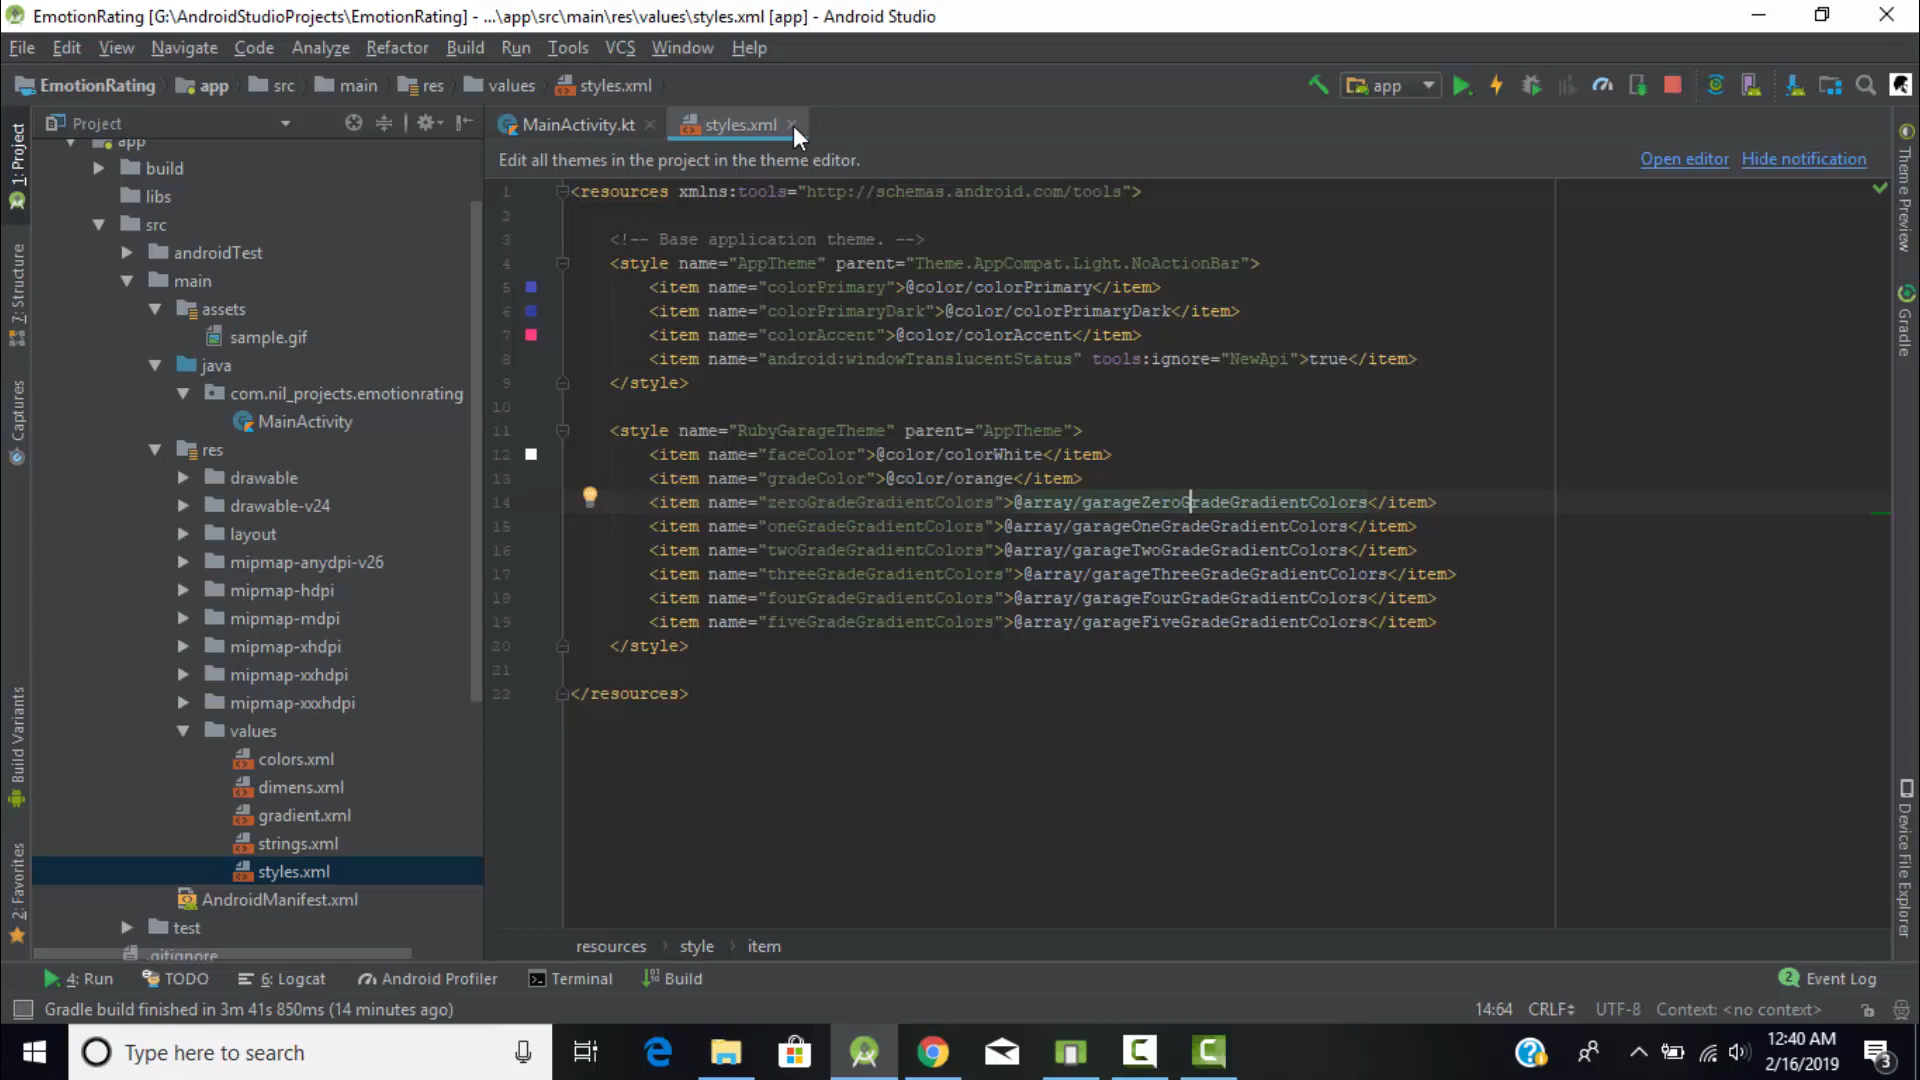 EmotionRating [G:\AndroidStudioProjects\EmotionRating] - ...\app\src\main\res\values\styles.xml [app] - Android Studio
File Edit View Navigate Code Analyze Refactor Build Run Tools VCS Window Help
EmotionRating app src main res values styles.xml
app
Project
MainActivity.kt styles.xml
Edit all themes in the project in the theme editor.
Open editor Hide notification
1: Project
7: Structure
Captures
Build Variants
2: Favorites
app
build
libs
src
androidTest
main
assets
sample.gif
java
com.nil_projects.emotionrating
MainActivity
res
drawable
drawable-v24
layout
mipmap-anydpi-v26
mipmap-hdpi
mipmap-mdpi
mipmap-xhdpi
mipmap-xxhdpi
mipmap-xxxhdpi
values
colors.xml
dimens.xml
gradient.xml
strings.xml
styles.xml
AndroidManifest.xml
test
.gitignore
1 <resources xmlns:tools="http://schemas.android.com/tools">
2
3 <!-- Base application theme. -->
4 <style name="AppTheme" parent="Theme.AppCompat.Light.NoActionBar">
5 <item name="colorPrimary">@color/colorPrimary</item>
6 <item name="colorPrimaryDark">@color/colorPrimaryDark</item>
7 <item name="colorAccent">@color/colorAccent</item>
8 <item name="android:windowTranslucentStatus" tools:ignore="NewApi">true</item>
9 </style>
10
11 <style name="RubyGarageTheme" parent="AppTheme">
12 <item name="faceColor">@color/colorWhite</item>
13 <item name="gradeColor">@color/orange</item>
14 <item name="zeroGradeGradientColors">@array/garageZeroGradeGradientColors</item>
15 <item name="oneGradeGradientColors">@array/garageOneGradeGradientColors</item>
16 <item name="twoGradeGradientColors">@array/garageTwoGradeGradientColors</item>
17 <item name="threeGradeGradientColors">@array/garageThreeGradeGradientColors</item>
18 <item name="fourGradeGradientColors">@array/garageFourGradeGradientColors</item>
19 <item name="fiveGradeGradientColors">@array/garageFiveGradeGradientColors</item>
20 </style>
21
22 </resources>
resources style item
Theme Preview
Gradle
Device File Explorer
4: Run TODO 6: Logcat Android Profiler Terminal Build
2 Event Log
Gradle build finished in 3m 41s 850ms (14 minutes ago)
14:64 CRLF UTF-8 Context: <no context>
Type here to search
12:40 AM
2/16/2019
3